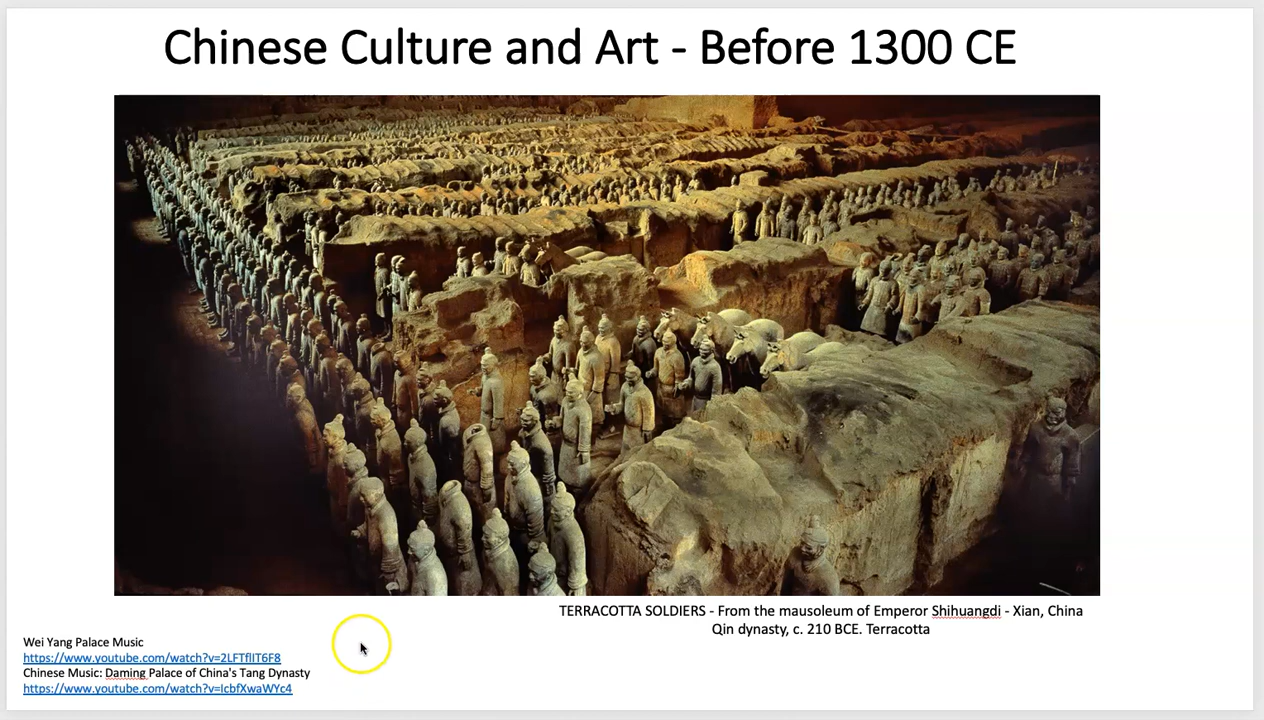 Chinese Culture and Art - Before 1300 CE
TERRACOTTA SOLDIERS - From the mausoleum of Emperor Shihuangdi - Xian, China
Qin dynasty, c. 210 BCE. Terracotta
Wei Yang Palace Music
https://www.youtube.com/watch?v=2LFTflIT6F8
Chinese Music: Daming Palace of China's Tang Dynasty
https://www.youtube.com/watch?v=IcbfXwaWYc4